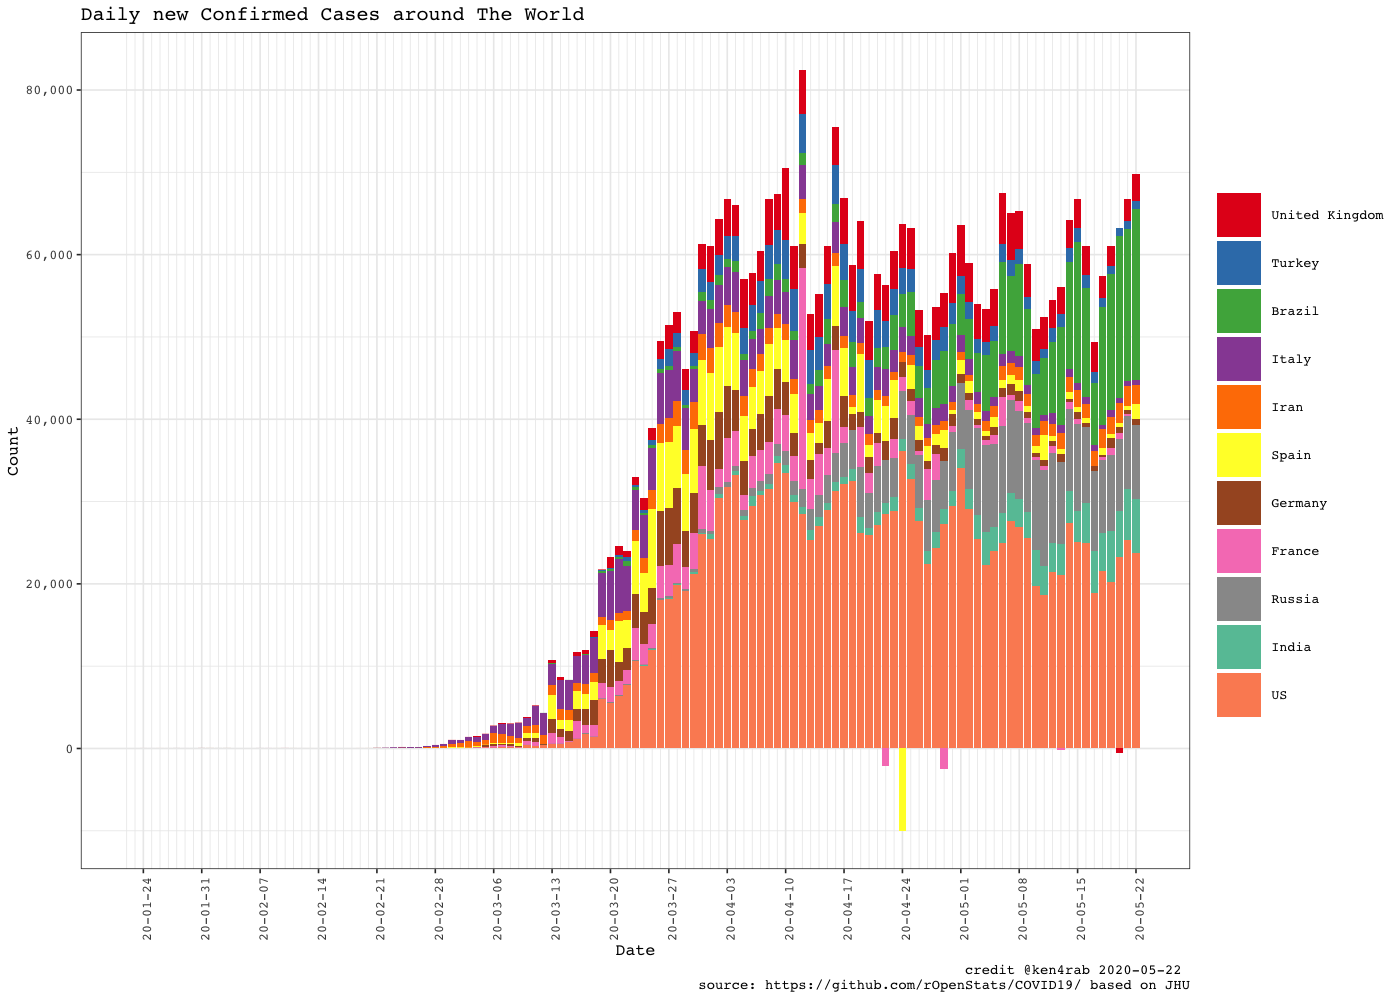 Daily new Confirmed Cases around The World
Count
80,000
60,000
40,000
20,000
0
20-01-24
20-01-31
20-02-07
20-02-14
20-02-21
20-02-28
20-03-06
20-03-13
20-03-20
20-03-27
20-04-03
20-04-10
20-04-17
20-04-24
20-05-01
20-05-08
20-05-15
20-05-22
Date
United Kingdom
Turkey
Brazil
Italy
Iran
Spain
Germany
France
Russia
India
US
credit @ken4rab 2020-05-22
source: https://github.com/rOpenStats/COVID19/ based on JHU